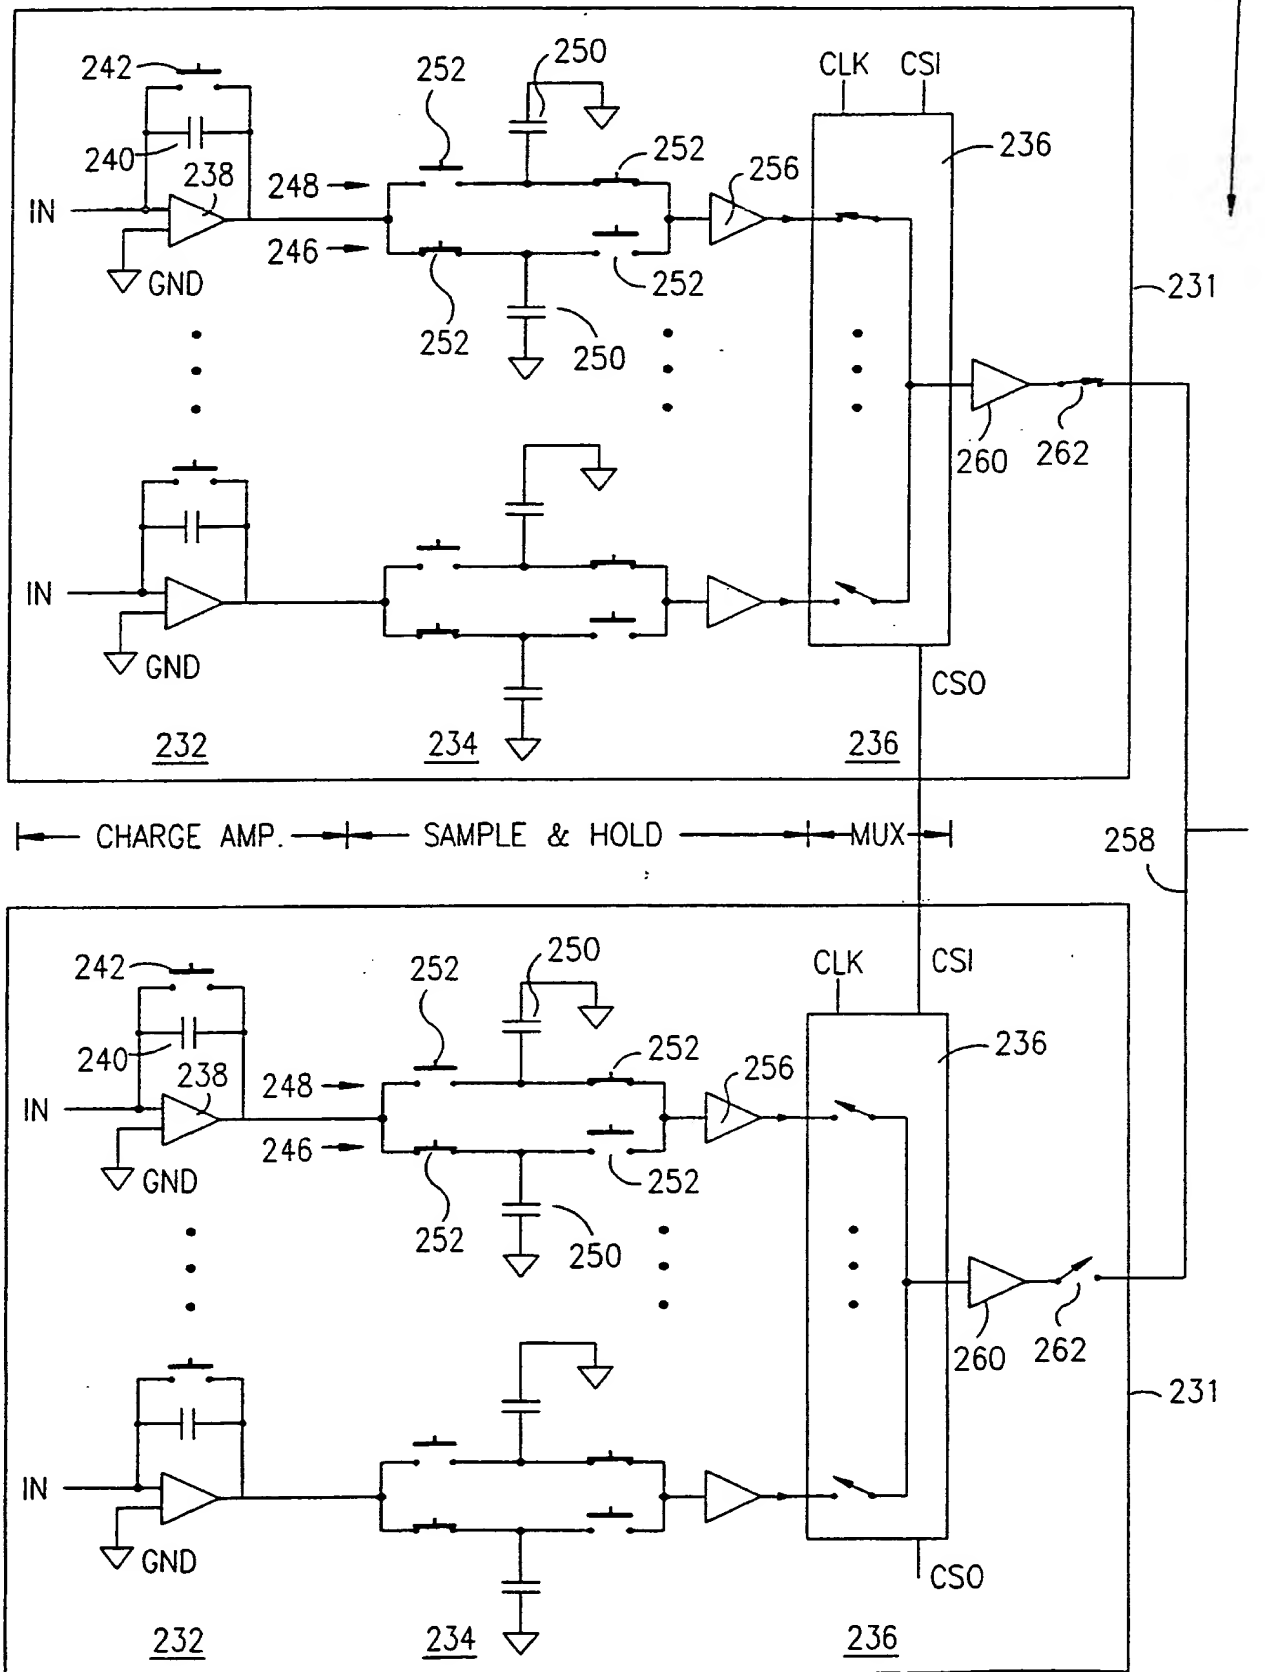 250
242
252
CLK CSI
240
238
252
256
236
IN
248
246
GND
252
252
250
231
260
262
IN
GND
CSO
232
234
236
CHARGE AMP.
SAMPLE & HOLD
MUX
258
250
242
252
CLK
CSI
240
238
252
256
236
IN
248
246
GND
252
252
250
260
262
231
IN
GND
CSO
232
234
236